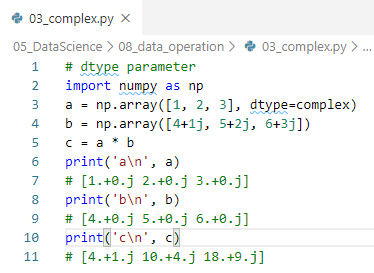 03_complex.py ×
05_DataScience > 08_data_operation > 03_complex.py > ...
1 # dtype parameter
2 import numpy as np
3 a = np.array([1, 2, 3], dtype=complex)
4 b = np.array([4+1j, 5+2j, 6+3j])
5 c = a * b
6 print('a\n', a)
7 # [1.+0.j 2.+0.j 3.+0.j]
8 print('b\n', b)
9 # [4.+0.j 5.+0.j 6.+0.j]
10 print('c\n', c)
11 # [4.+1.j 10.+4.j 18.+9.j]